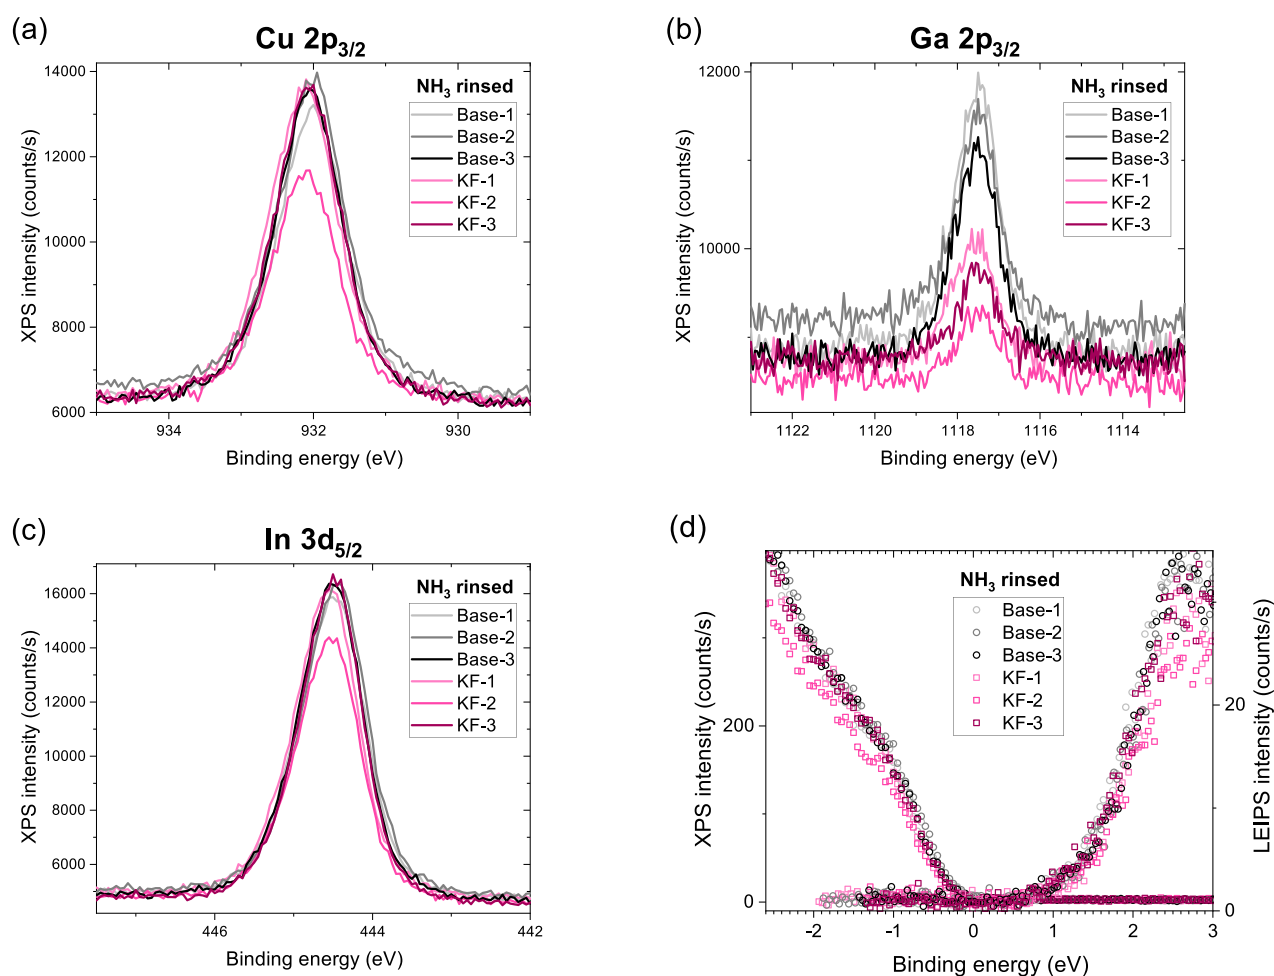 (a)
Cu 2p3/2
XPS intensity (counts/s)
14000
12000
10000
8000
6000
934
932
930
Binding energy (eV)
NH3 rinsed
Base-1
Base-2
Base-3
KF-1
KF-2
KF-3
(b)
Ga 2p3/2
XPS intensity (counts/s)
12000
10000
1122
1120
1118
1116
1114
Binding energy (eV)
NH3 rinsed
Base-1
Base-2
Base-3
KF-1
KF-2
KF-3
(c)
In 3d5/2
XPS intensity (counts/s)
16000
14000
12000
10000
8000
6000
446
444
442
Binding energy (eV)
NH3 rinsed
Base-1
Base-2
Base-3
KF-1
KF-2
KF-3
(d)
XPS intensity (counts/s)
200
0
-2
-1
0
1
2
3
Binding energy (eV)
NH3 rinsed
Base-1
Base-2
Base-3
KF-1
KF-2
KF-3
20
0
LEIPS intensity (counts/s)